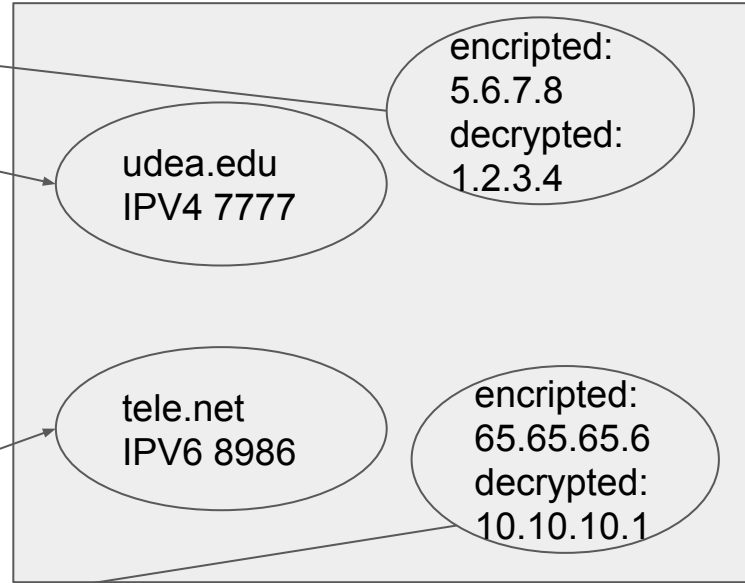 encripted:
5.6.7.8
decrypted:
1.2.3.4
udea.edu
IPV4 7777
tele.net
IPV6 8986
encripted:
65.65.65.6
decrypted:
10.10.10.1